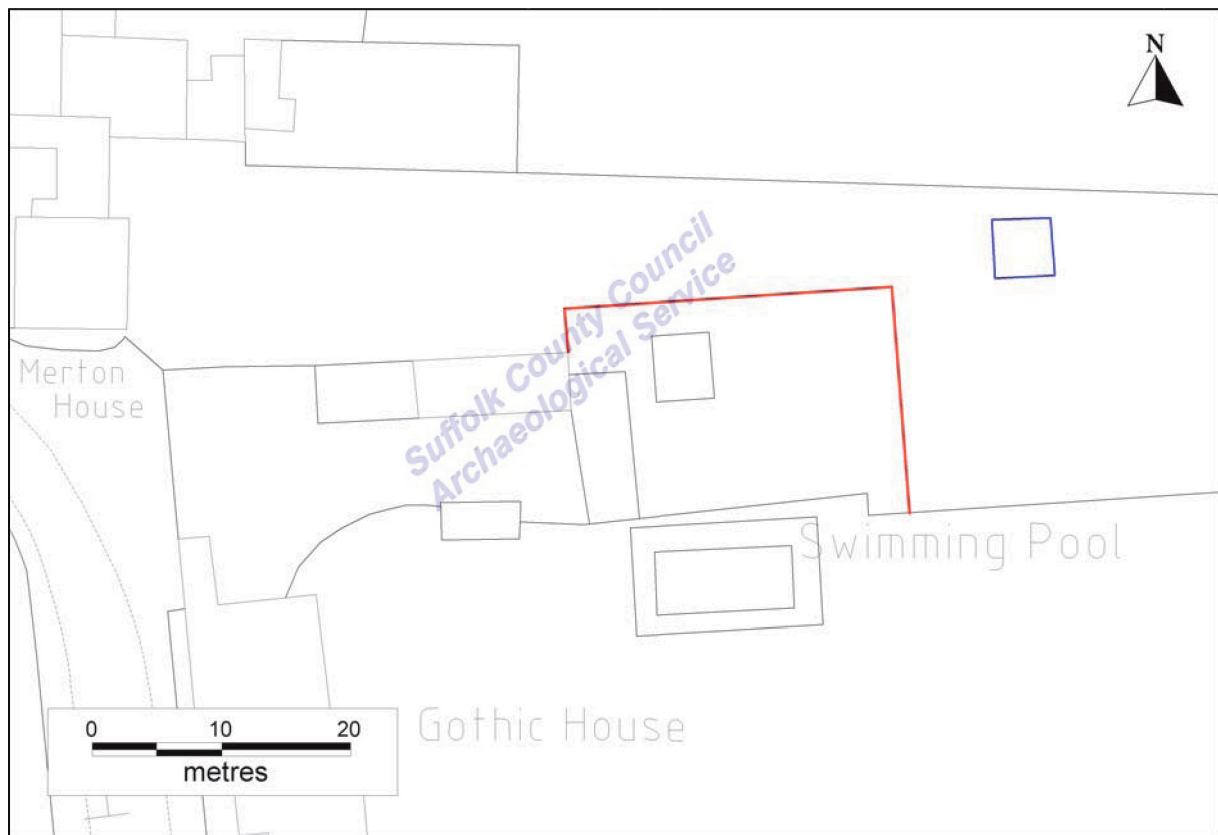 N
Suffolk County Council
Archaeological Service
Merton
House
Swimming Pool
Gothic House
0 10 20
metres